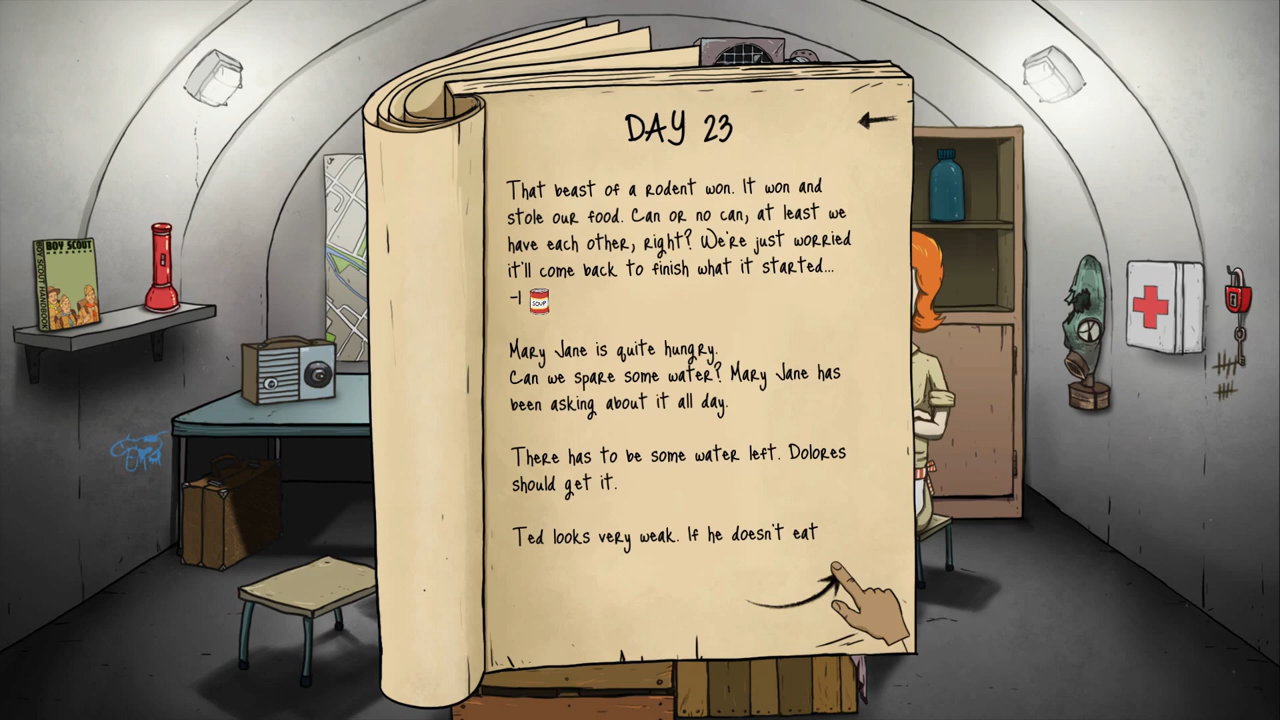 DAY 23
That beast of a rodent won. It won and
stole our food. Can or no can, at least we
have each other, right? We're just worried
it'll come back to finish what it started...
-1 SOUP
Mary Jane is quite hungry.
Can we spare some water? Mary Jane has
been asking about it all day.
There has to be some water left. Dolores
should get it.
Ted looks very weak. If he doesn't eat
BOY SCOUT
BOY SCOUT HANDBOOK